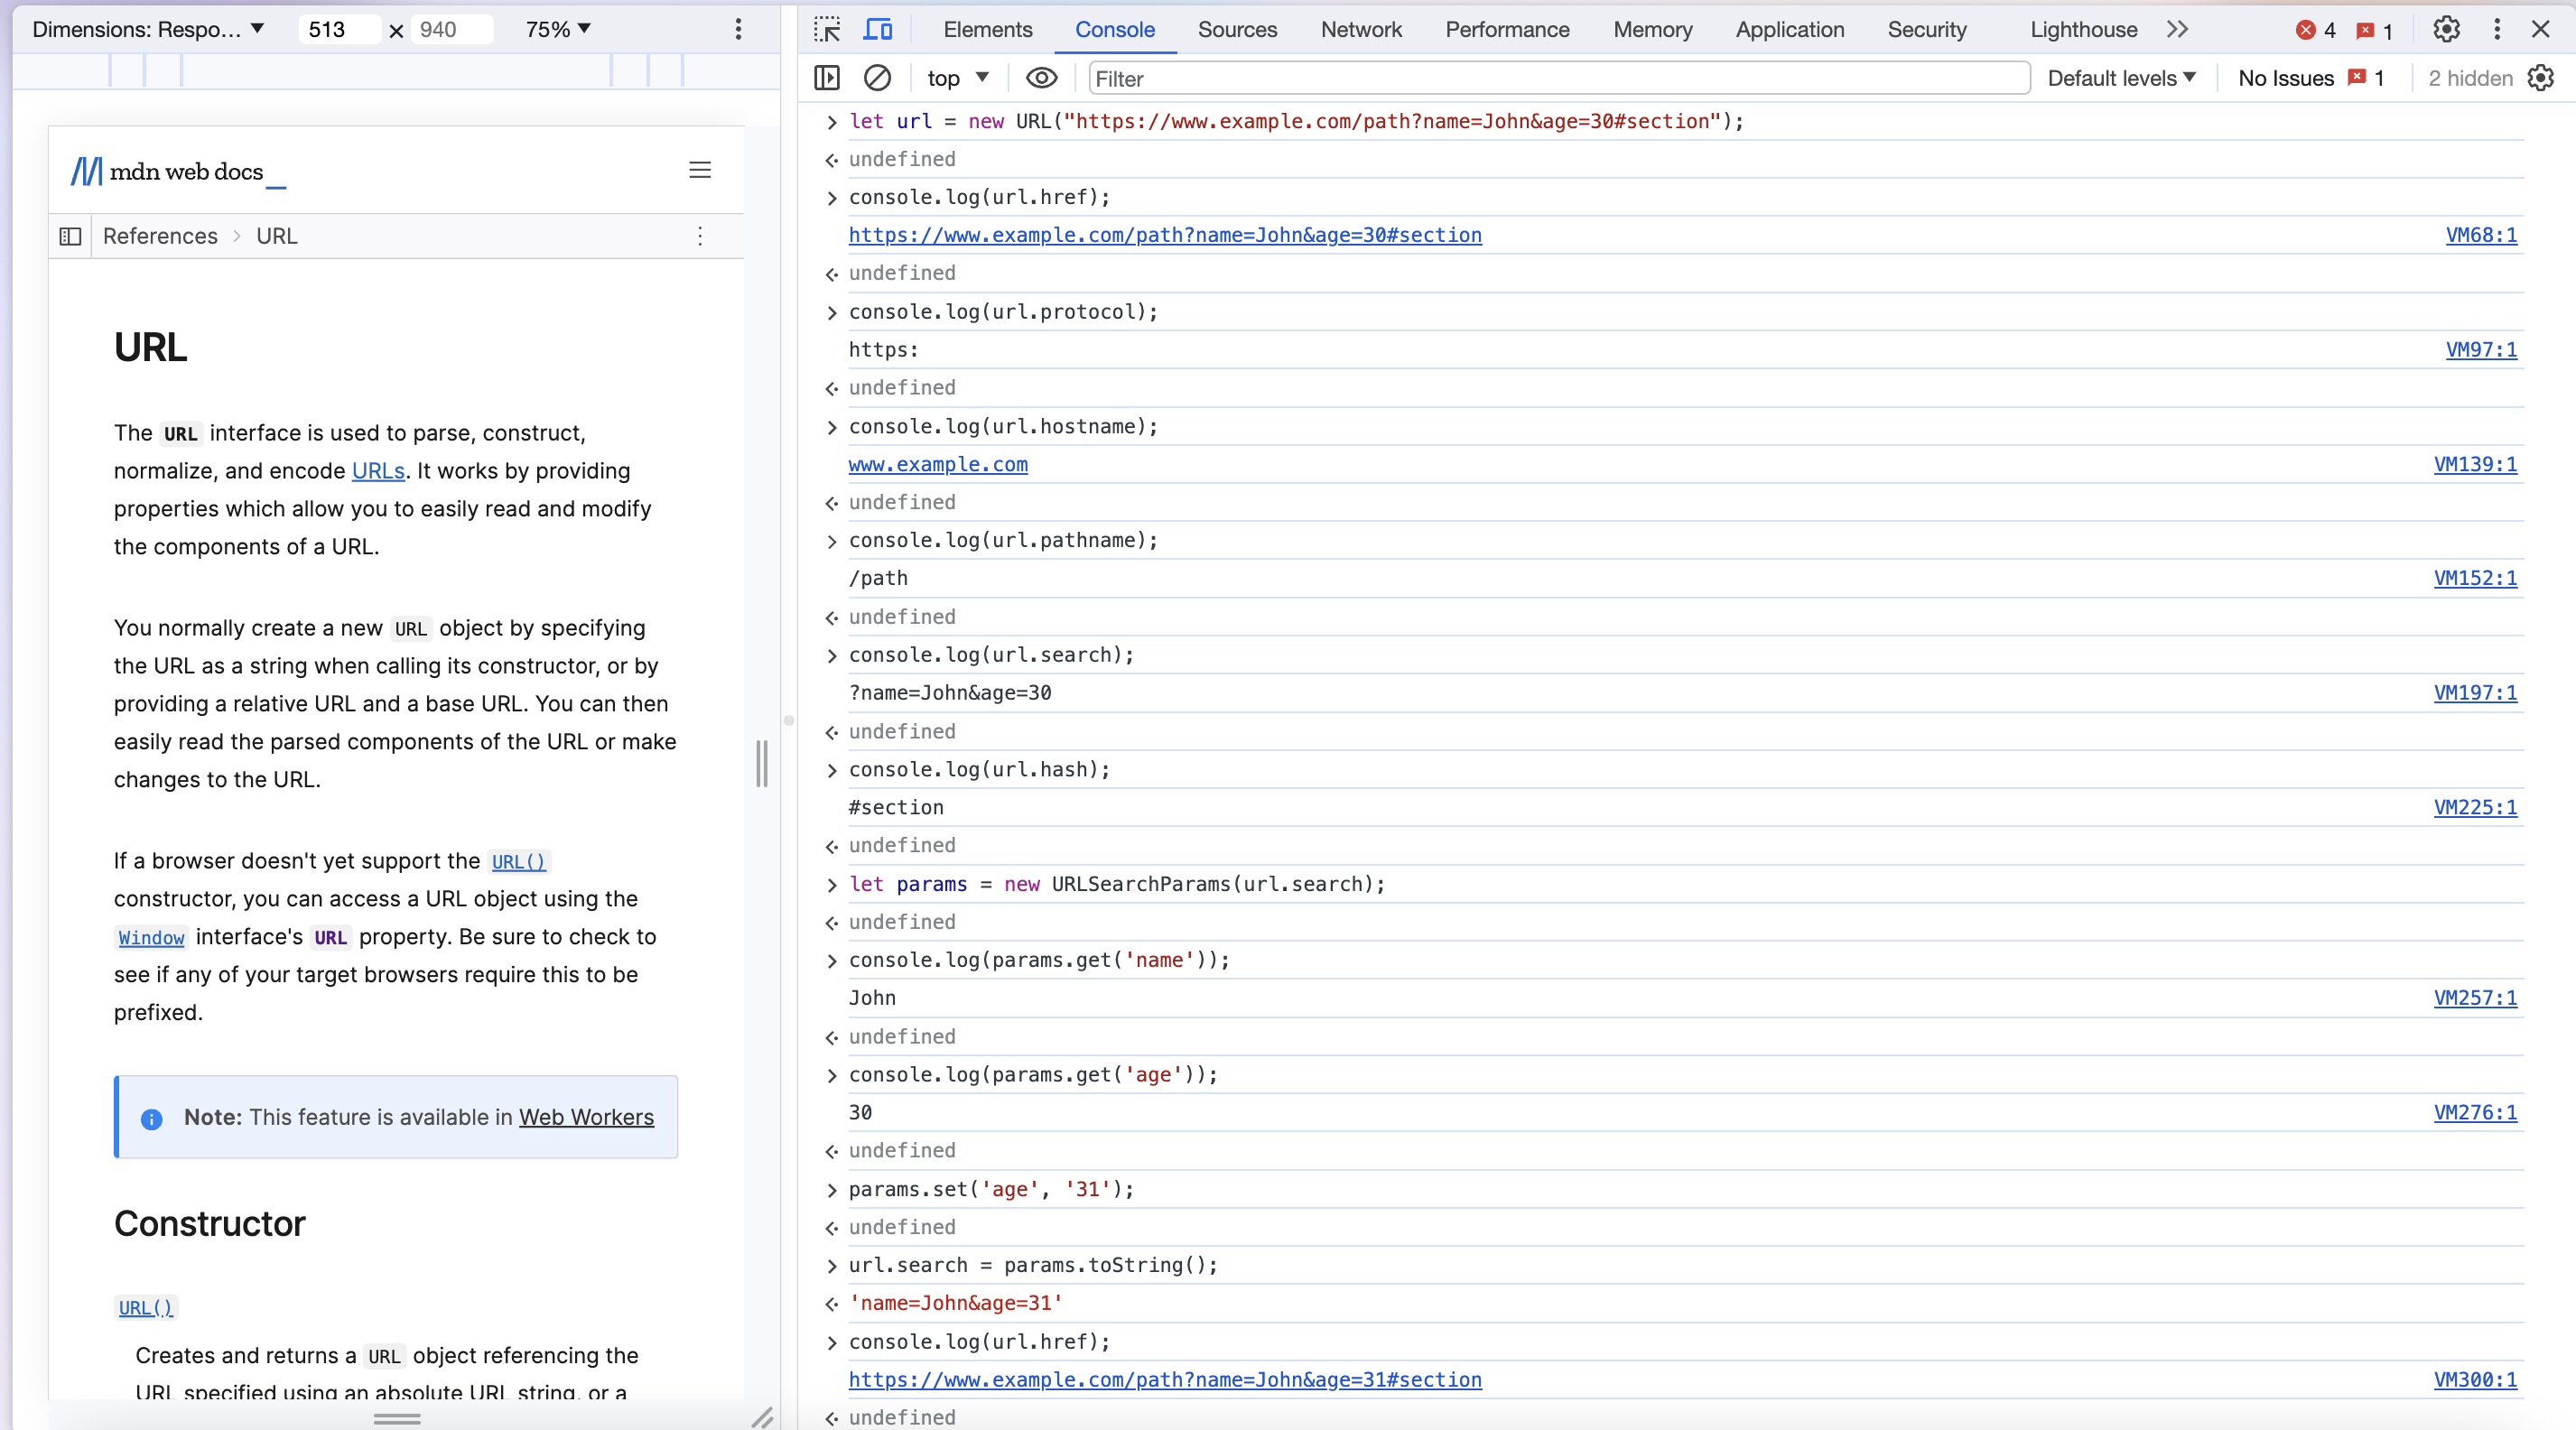 Dimensions: Respo... 513 × 940 75%
mdn web docs_
References > URL
URL
The URL interface is used to parse, construct,
normalize, and encode URLs. It works by providing
properties which allow you to easily read and modify
the components of a URL.
You normally create a new URL object by specifying
the URL as a string when calling its constructor, or by
providing a relative URL and a base URL. You can then
easily read the parsed components of the URL or make
changes to the URL.
If a browser doesn't yet support the URL()
constructor, you can access a URL object using the
Window interface's URL property. Be sure to check to
see if any of your target browsers require this to be
prefixed.
Note: This feature is available in Web Workers
Constructor
URL()
Creates and returns a URL object referencing the
URL specified using an absolute URL string, or a
Elements Console Sources Network Performance Memory Application Security Lighthouse 4 1
top Filter Default levels No Issues 1 2 hidden
let url = new URL("https://www.example.com/path?name=John&age=30#section");
undefined
console.log(url.href);
https://www.example.com/path?name=John&age=30#section VM68:1
undefined
console.log(url.protocol);
https: VM97:1
undefined
console.log(url.hostname);
www.example.com VM139:1
undefined
console.log(url.pathname);
/path VM152:1
undefined
console.log(url.search);
?name=John&age=30 VM197:1
undefined
console.log(url.hash);
#section VM225:1
undefined
let params = new URLSearchParams(url.search);
undefined
console.log(params.get('name'));
John VM257:1
undefined
console.log(params.get('age'));
30 VM276:1
undefined
params.set('age', '31');
undefined
url.search = params.toString();
'name=John&age=31'
console.log(url.href);
https://www.example.com/path?name=John&age=31#section VM300:1
undefined